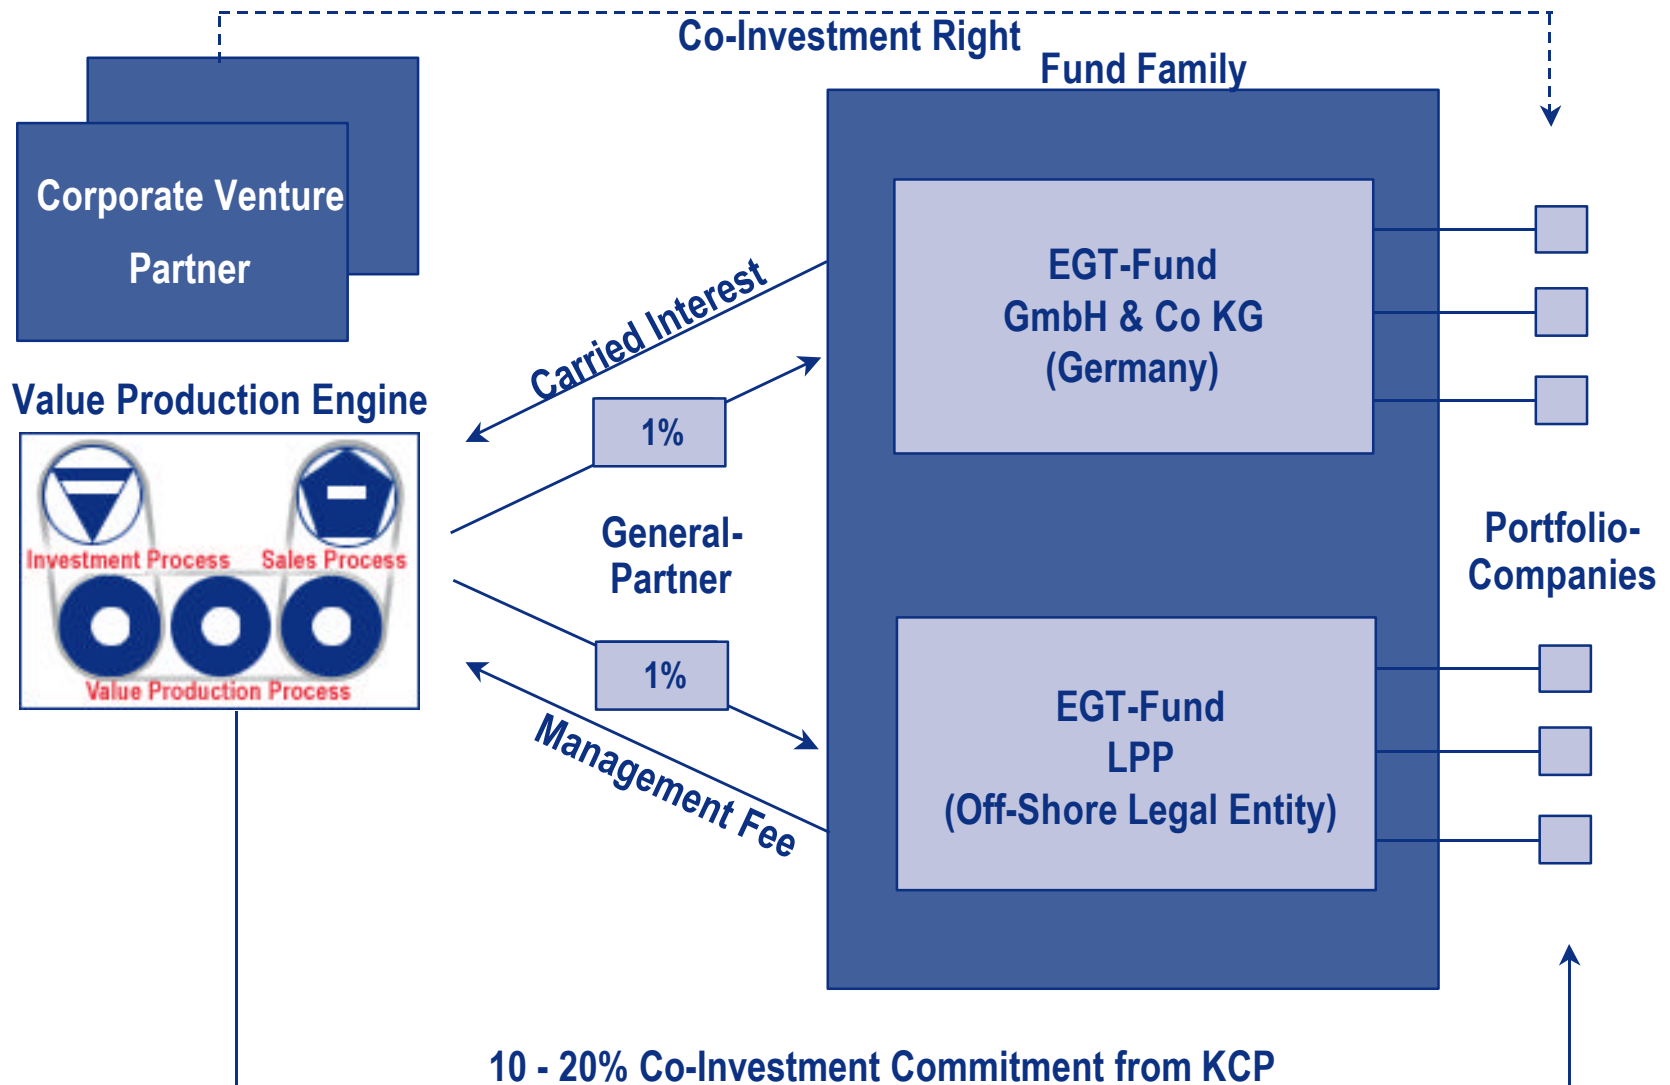 Co-Investment Right
Fund Family
Corporate Venture
Partner
Value Production Engine
Investment Process
Sales Process
Value Production Process
Carried Interest
1%
General-
Partner
1%
Management Fee
EGT-Fund
GmbH & Co KG
(Germany)
EGT-Fund
LPP
(Off-Shore Legal Entity)
Portfolio-
Companies
10 - 20% Co-Investment Commitment from KCP